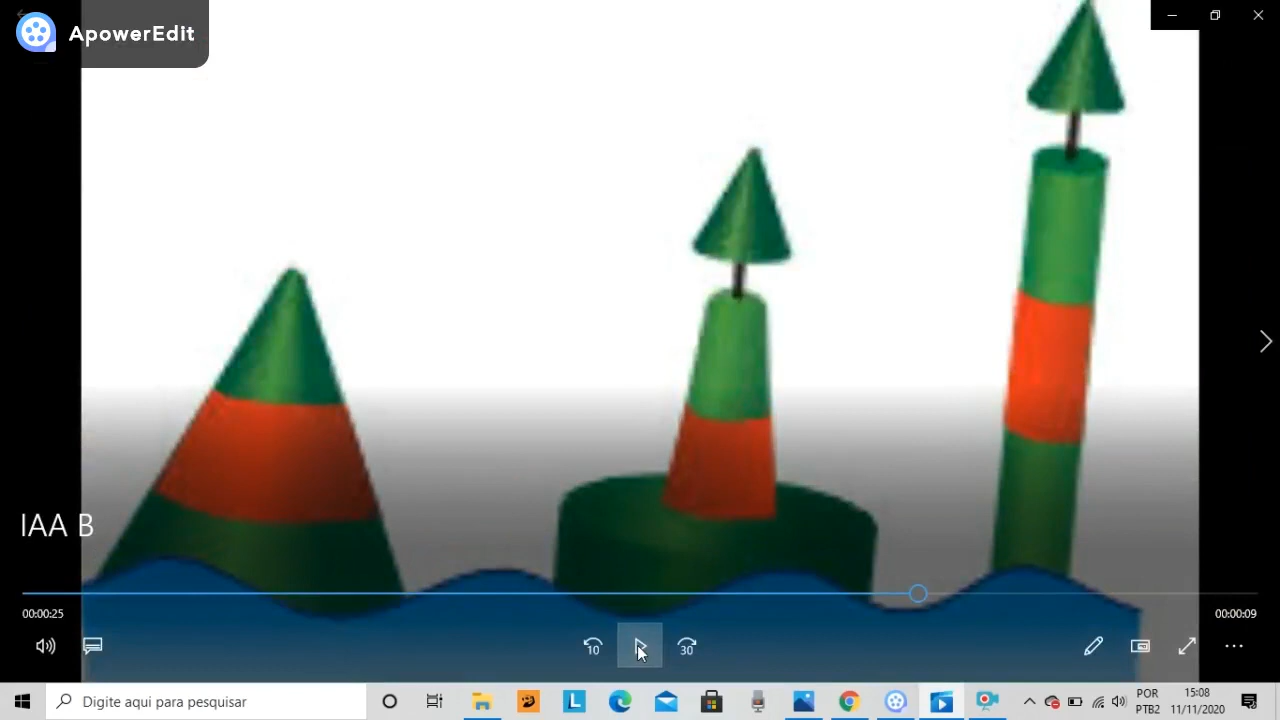 ApowerEdit
IAA B
00:00:25
00:00:09
10
30
Digite aqui para pesquisar
L
POR
PTB2
15:08
11/11/2020
3